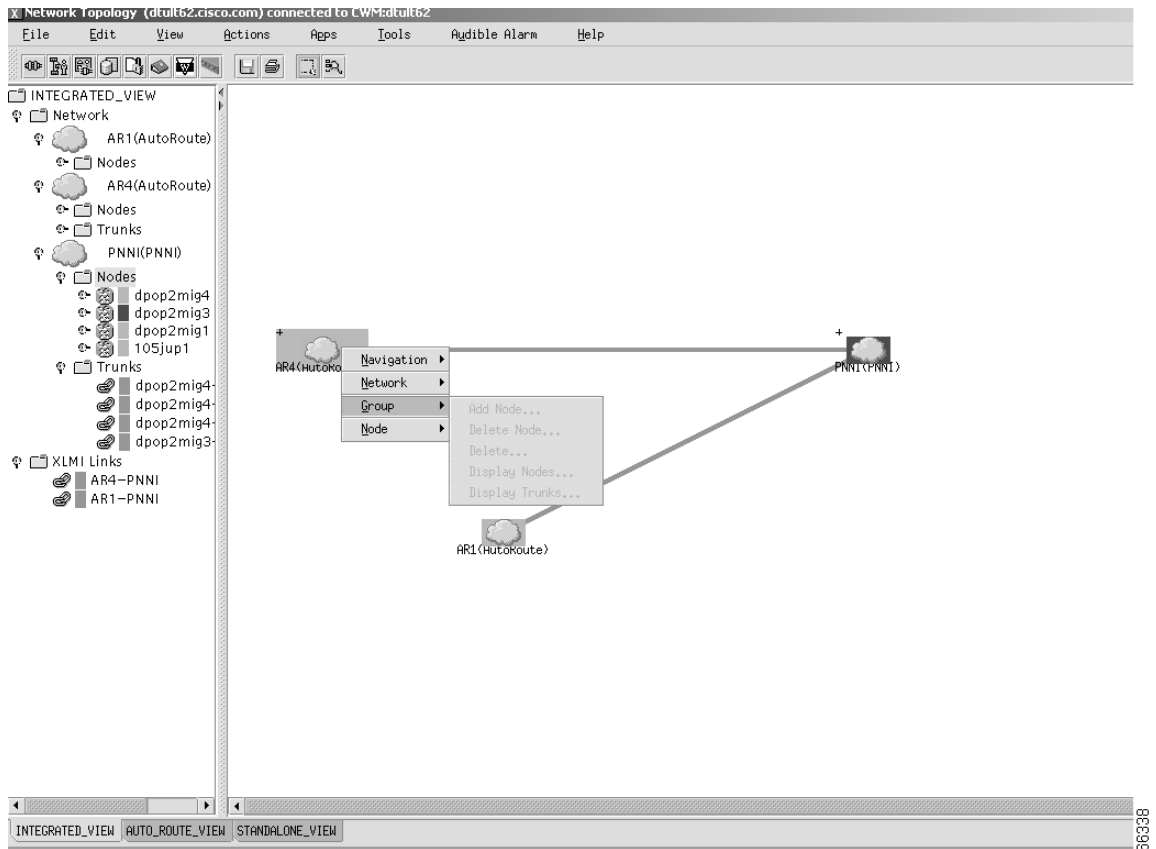 X Network Topology (dtult62.cisco.com) connected to CWM:dtult62
File Edit View Actions Apps Tools Audible Alarm Help
INTEGRATED_VIEW
Network
AR1(AutoRoute)
Nodes
AR4(AutoRoute)
Nodes
Trunks
PNNI(PNNI)
Nodes
dpop2mig4
dpop2mig3
dpop2mig1
105jup1
Trunks
dpop2mig4-
dpop2mig4-
dpop2mig4-
dpop2mig3-
XLMI Links
AR4-PNNI
AR1-PNNI
+
AR4(AutoRo
+
PNNI(PNNI)
Navigation
Network
Group
Node
Add Node...
Delete Node...
Delete...
Display Nodes...
Display Trunks...
AR1(AutoRoute)
INTEGRATED_VIEW AUTO_ROUTE_VIEW STANDALONE_VIEW
66338